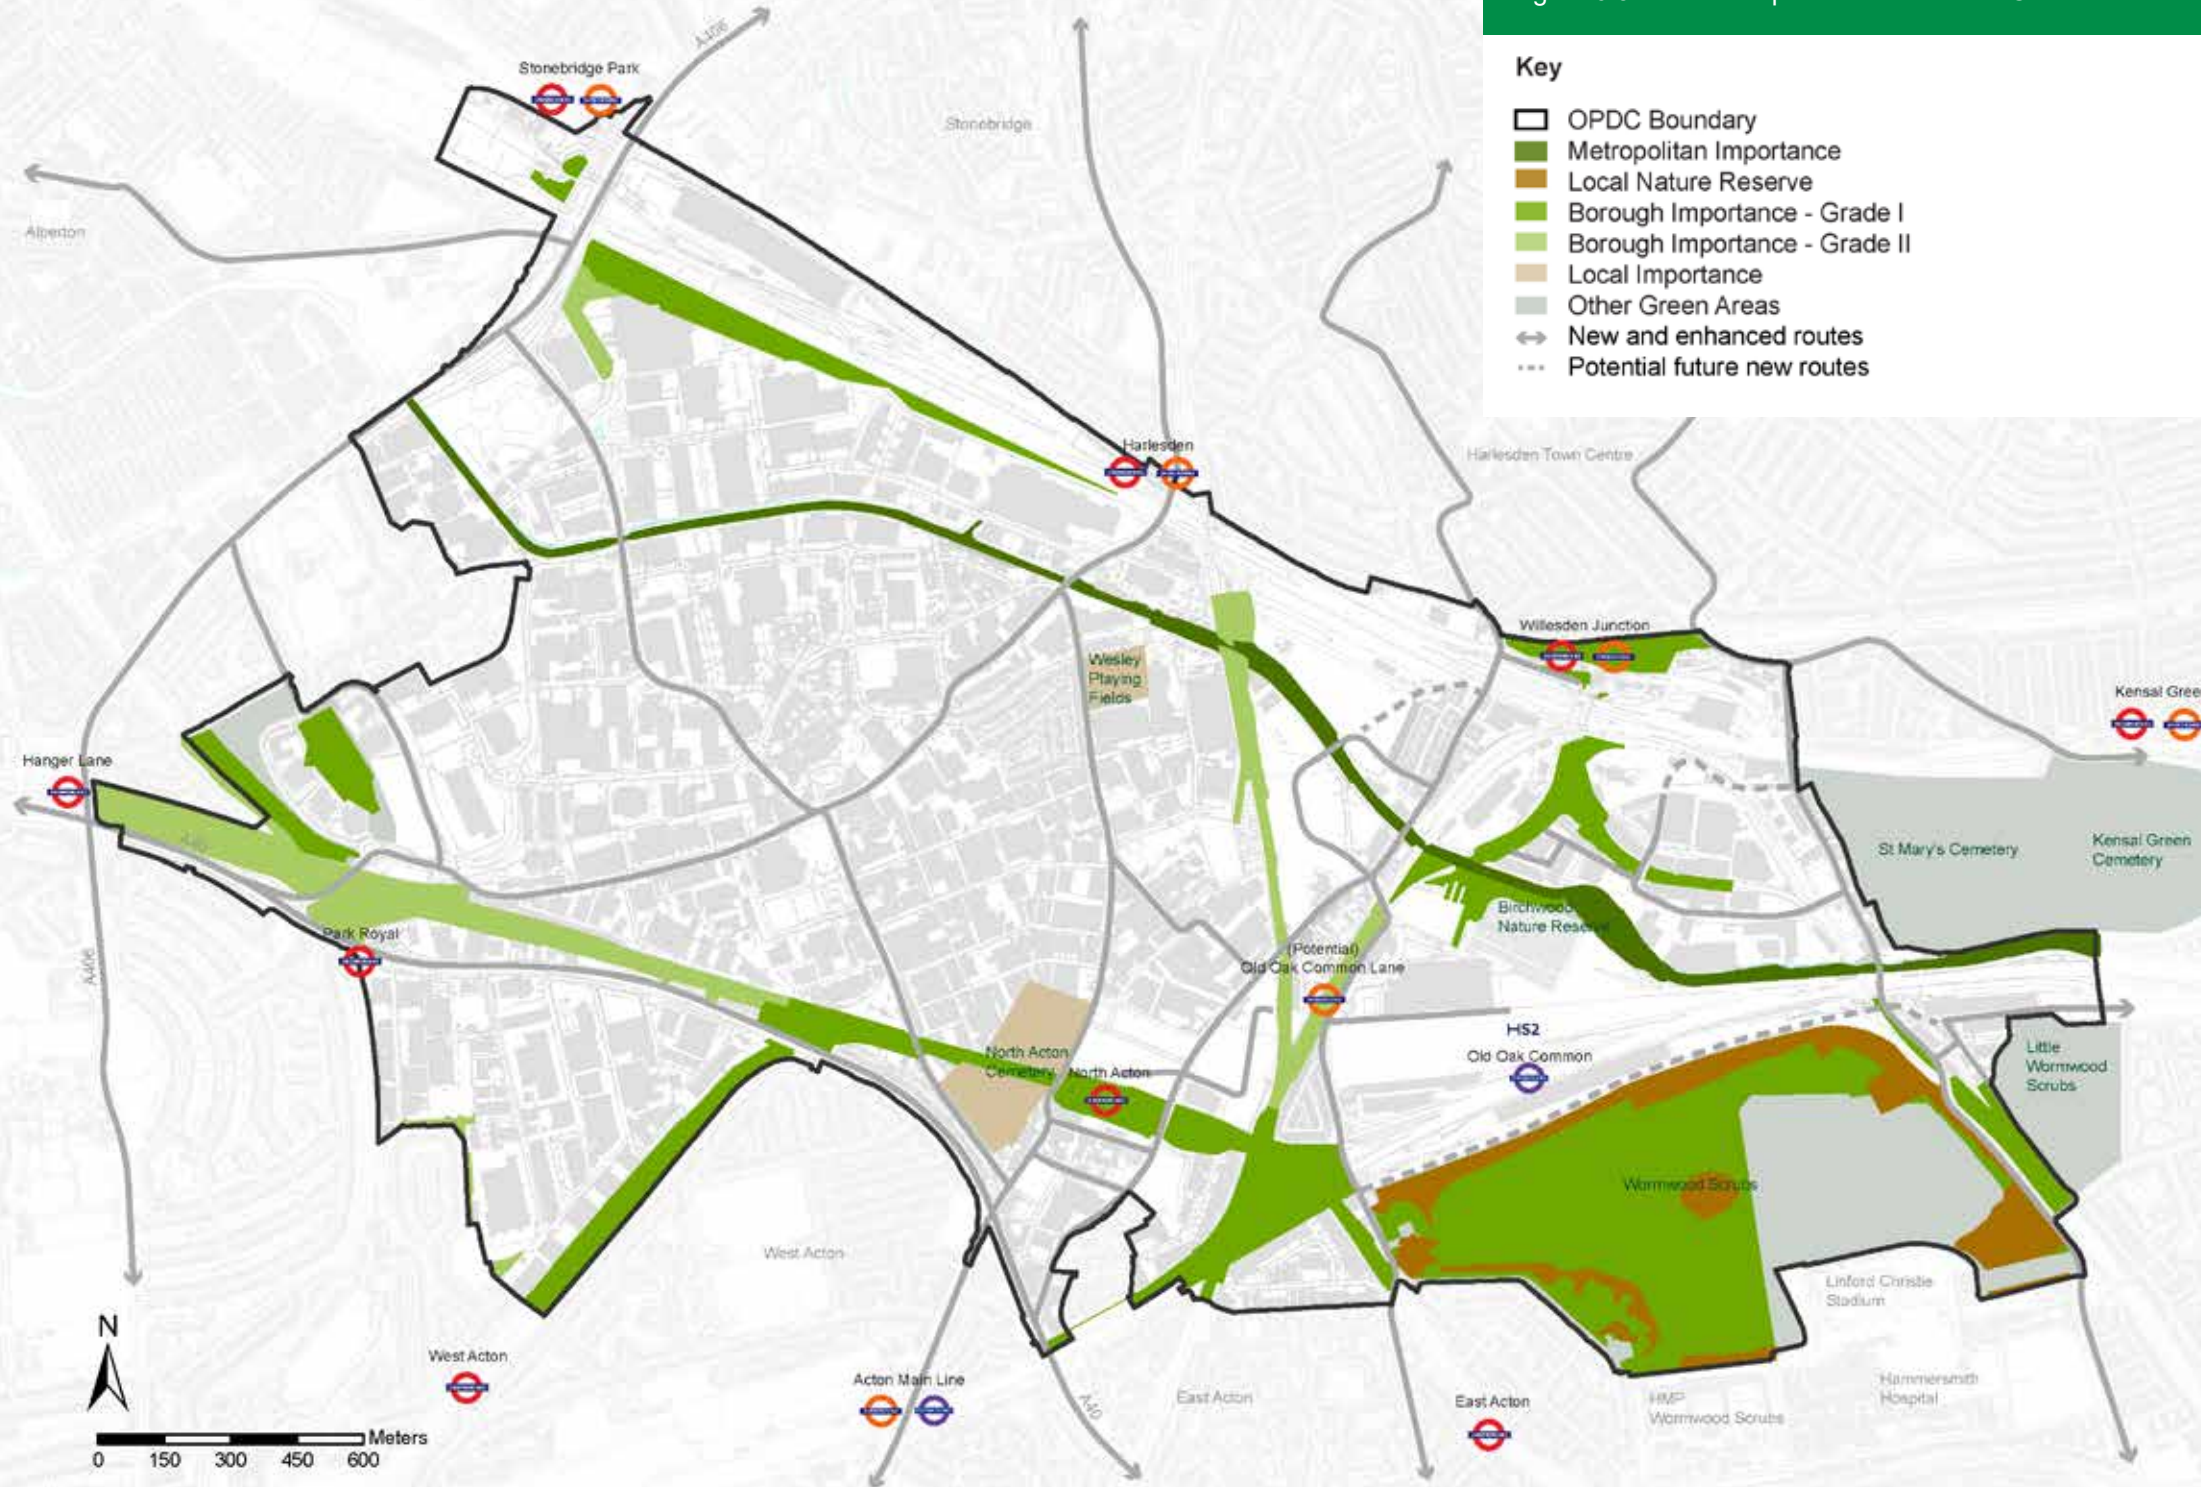 Key
OPDC Boundary
Metropolitan Importance
Local Nature Reserve
Borough Importance - Grade I
Borough Importance - Grade II
Local Importance
Other Green Areas
New and enhanced routes
Potential future new routes
A406
Stonebridge Park
Stonebridge
Alperton
Harlesden
Harlesden Town Centre
Willesden Junction
Wesley
Playing
Fields
Kensal Gree
Hanger Lane
A40
St Mary's Cemetery
Kensal Green
Cemetery
Birchwood
Nature Reserve
Park Royal
(Potential)
Old Oak Common Lane
A406
HS2
Old Oak Common
North Acton
Cemetery
North Acton
Little
Wormwood
Scrubs
Wormwood Scrubs
West Acton
Linford Christie
Stadium
N
West Acton
Acton Main Line
A40
East Acton
East Acton
HMP
Wormwood Scrubs
Hammersmith
Hospital
Meters
0 150 300 450 600